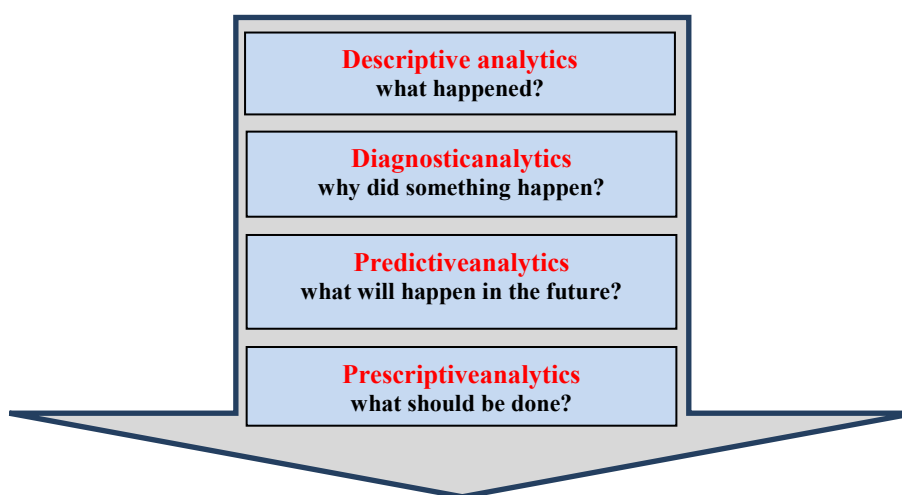 Descriptive analytics
what happened?
Diagnosticanalytics
why did something happen?
Predictiveanalytics
what will happen in the future?
Prescriptiveanalytics
what should be done?